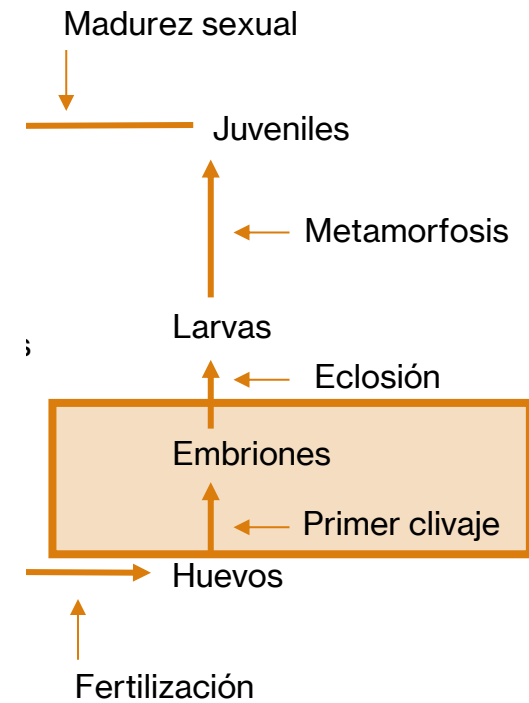 Madurez sexual
Juveniles
Metamorfosis
Larvas
Eclosión
Embriones
Primer clivaje
Huevos
Fertilización